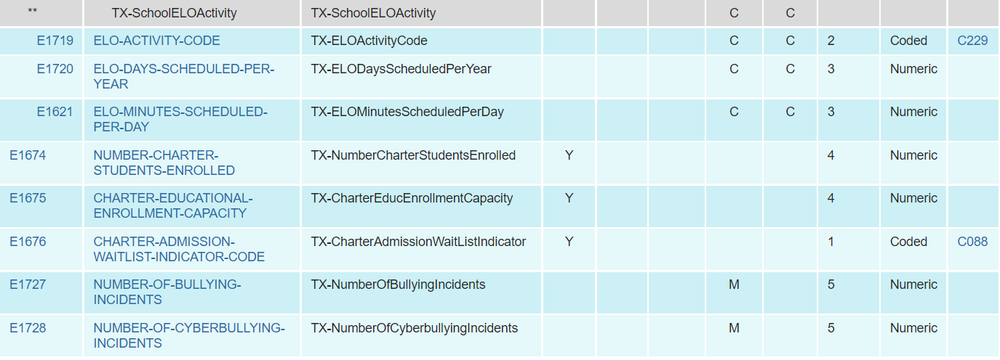 ** TX-SchoolELOActivity TX-SchoolELOActivity C C
E1719 ELO-ACTIVITY-CODE TX-ELOActivityCode C C 2 Coded C229
E1720 ELO-DAYS-SCHEDULED-PER- TX-ELODaysScheduledPerYear C C 3 Numeric
YEAR
E1621 ELO-MINUTES-SCHEDULED- TX-ELOMinutesScheduledPerDay C C 3 Numeric
PER-DAY
E1674 NUMBER-CHARTER- TX-NumberCharterStudentsEnrolled Y 4 Numeric
STUDENTS-ENROLLED
E1675 CHARTER-EDUCATIONAL- TX-CharterEducEnrollmentCapacity Y 4 Numeric
ENROLLMENT-CAPACITY
E1676 CHARTER-ADMISSION- TX-CharterAdmissionWaitListIndicator Y 1 Coded C088
WAITLIST-INDICATOR-CODE
E1727 NUMBER-OF-BULLYING- TX-NumberOfBullyingIncidents M 5 Numeric
INCIDENTS
E1728 NUMBER-OF-CYBERBULLYING- TX-NumberOfCyberbullyingIncidents M 5 Numeric
INCIDENTS